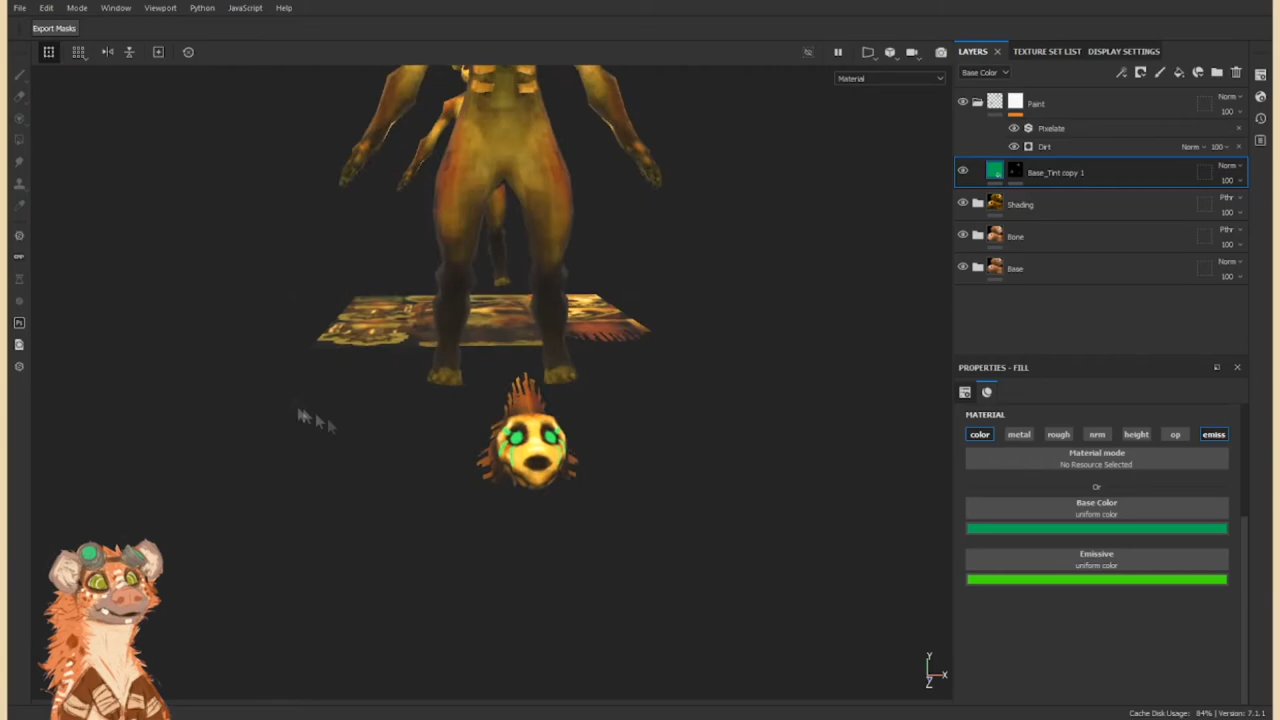 File Edit Mode Window Viewport Python JavaScript Help
Export Masks
LAYERS TEXTURE SET LIST DISPLAY SETTINGS
Material
Base Color
Paint Norm
100
Pixelate
Dirt Norm 100
Base_Tint copy 1 Norm
100
Shading Pthr
100
Bone Pthr
100
Base Norm
100
PROPERTIES - FILL
MATERIAL
color metal rough nrm height op emiss
Material mode
No Resource Selected
Or
Base Color
uniform color
Emissive
uniform color
Ps
Y
X
Z
Cache Disk Usage: 84% | Version: 7.1.1